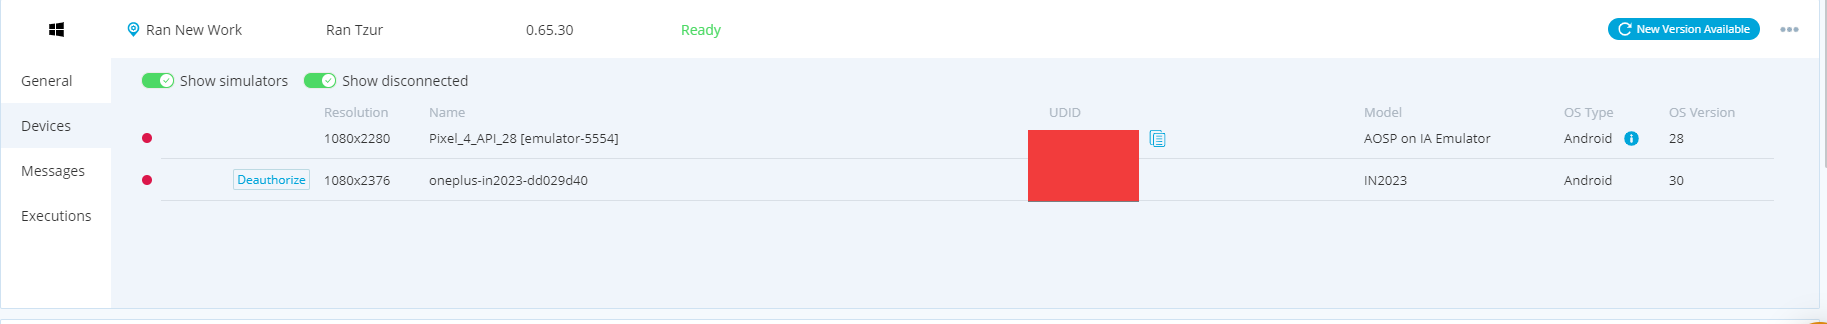 Ran New Work Ran Tzur 0.65.30 Ready New Version Available
General Show simulators Show disconnected
Resolution Name UDID Model OS Type OS Version
Devices
1080x2280 Pixel_4_API_28 [emulator-5554] AOSP on IA Emulator Android 28
Messages
Deauthorize 1080x2376 oneplus-in2023-dd029d40 IN2023 Android 30
Executions